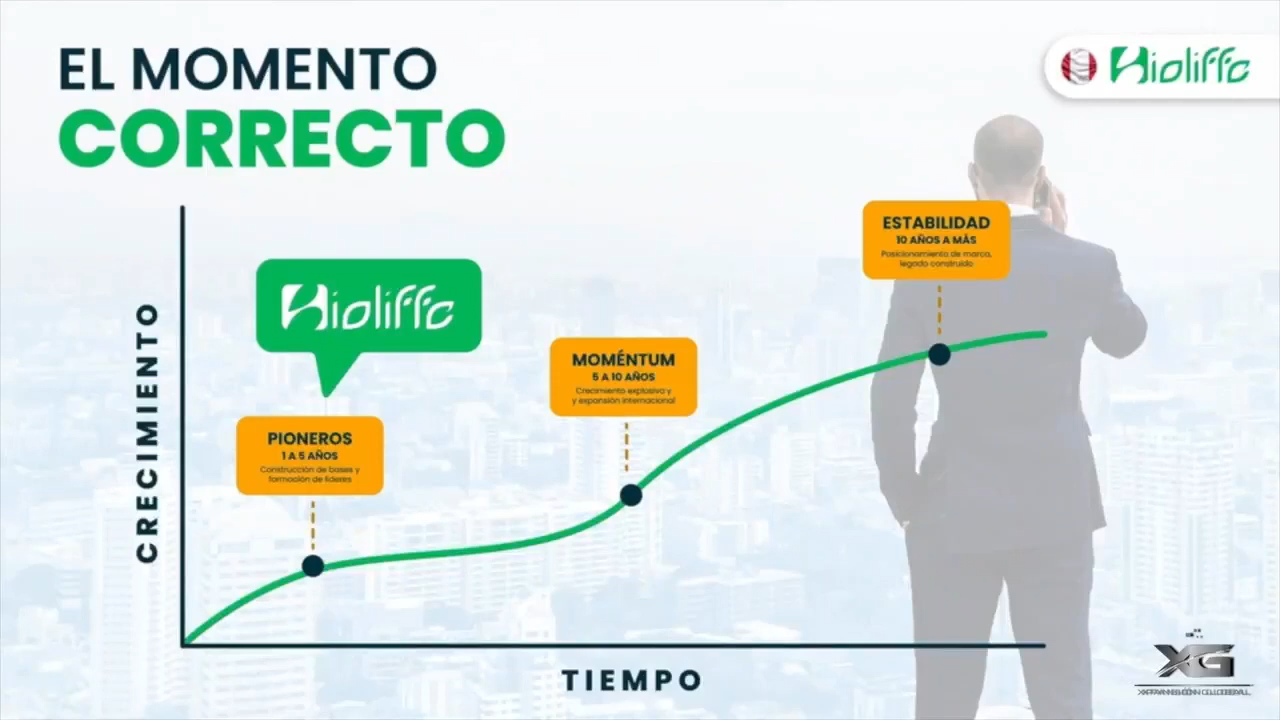 EL MOMENTO
CORRECTO
Hioliffe
Hioliffe
ESTABILIDAD
10 AÑOS A MÁS
Posicionamiento de marca,
legado construido
MOMÉNTUM
5 A 10 AÑOS
Crecimiento explosivo y
y expansión internacional
PIONEROS
1 A 5 AÑOS
Construcción de bases y
formación de líderes
CRECIMIENTO
TIEMPO
XG